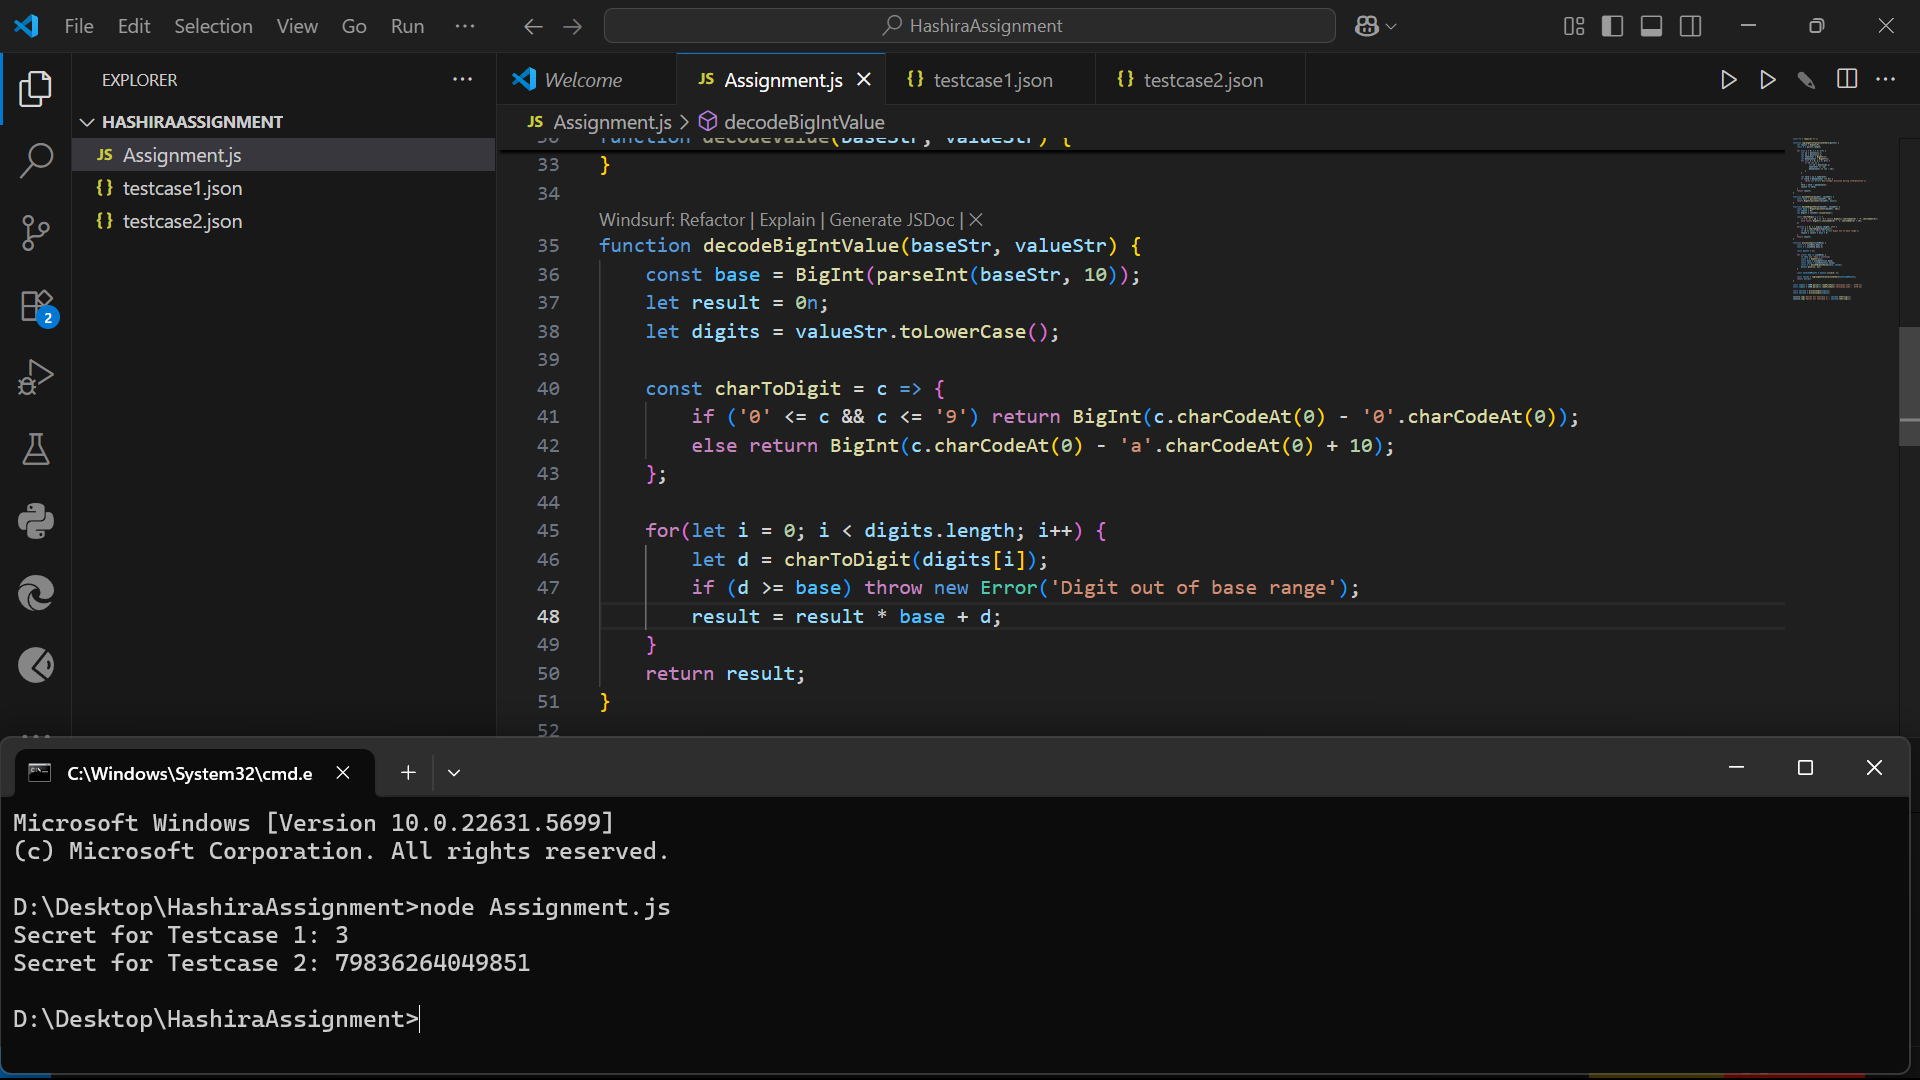 File Edit Selection View Go Run ···
HashiraAssignment
EXPLORER
HASHIRAASSIGNMENT
JS Assignment.js
{} testcase1.json
{} testcase2.json
2
Welcome
JS Assignment.js
{} testcase1.json
{} testcase2.json
JS Assignment.js > decodeBigIntValue
30 function decodeValue(baseStr, valueStr) {
33 }
34
Windsurf: Refactor | Explain | Generate JSDoc | ×
35 function decodeBigIntValue(baseStr, valueStr) {
36 const base = BigInt(parseInt(baseStr, 10));
37 let result = 0n;
38 let digits = valueStr.toLowerCase();
39
40 const charToDigit = c => {
41 if ('0' <= c && c <= '9') return BigInt(c.charCodeAt(0) - '0'.charCodeAt(0));
42 else return BigInt(c.charCodeAt(0) - 'a'.charCodeAt(0) + 10);
43 };
44
45 for(let i = 0; i < digits.length; i++) {
46 let d = charToDigit(digits[i]);
47 if (d >= base) throw new Error('Digit out of base range');
48 result = result * base + d;
49 }
50 return result;
51 }
52
C:\Windows\System32\cmd.e
Microsoft Windows [Version 10.0.22631.5699]
(c) Microsoft Corporation. All rights reserved.
D:\Desktop\HashiraAssignment>node Assignment.js
Secret for Testcase 1: 3
Secret for Testcase 2: 79836264049851
D:\Desktop\HashiraAssignment>